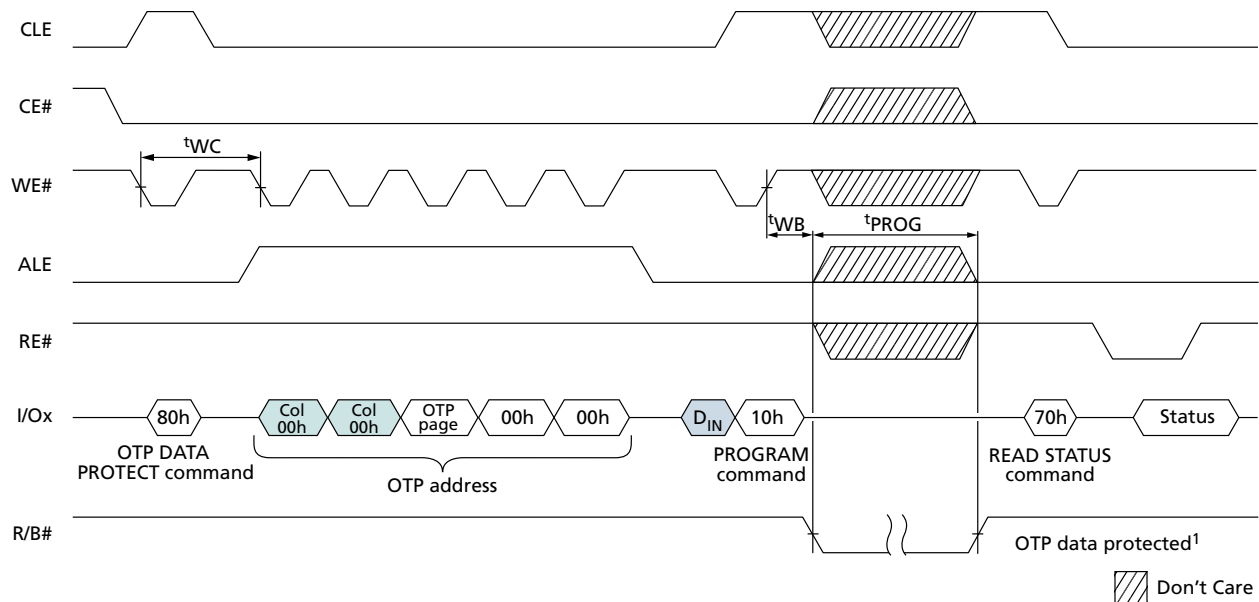 CLE
CE#
tWC
WE#
tWB
tPROG
ALE
RE#
I/Ox
80h
Col
00h
Col
00h
OTP
page
00h
00h
DIN
10h
70h
Status
OTP DATA
PROTECT command
OTP address
PROGRAM
command
READ STATUS
command
R/B#
OTP data protected1
Don't Care